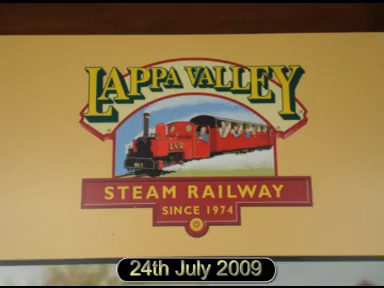 LAPPA VALLEY
LVR
STEAM RAILWAY
SINCE 1974
24th July 2009